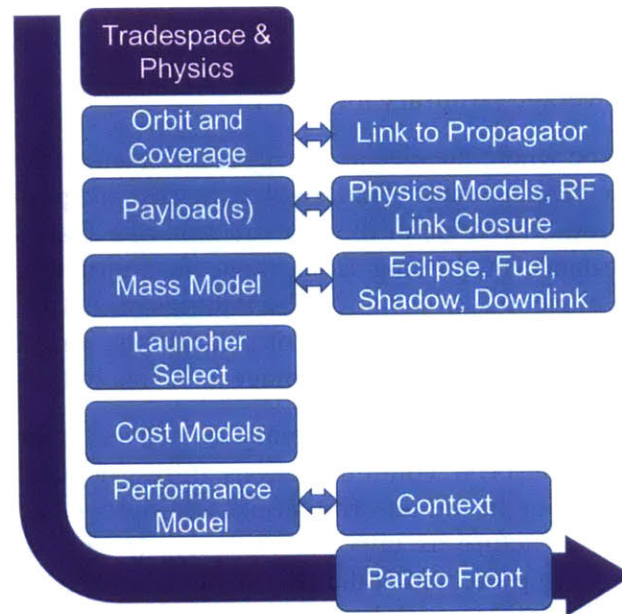 Tradespace &
Physics
Orbit and
Coverage
Link to Propagator
Payload(s)
Physics Models, RF
Link Closure
Mass Model
Eclipse, Fuel,
Shadow, Downlink
Launcher
Select
Cost Models
Performance
Model
Context
Pareto Front